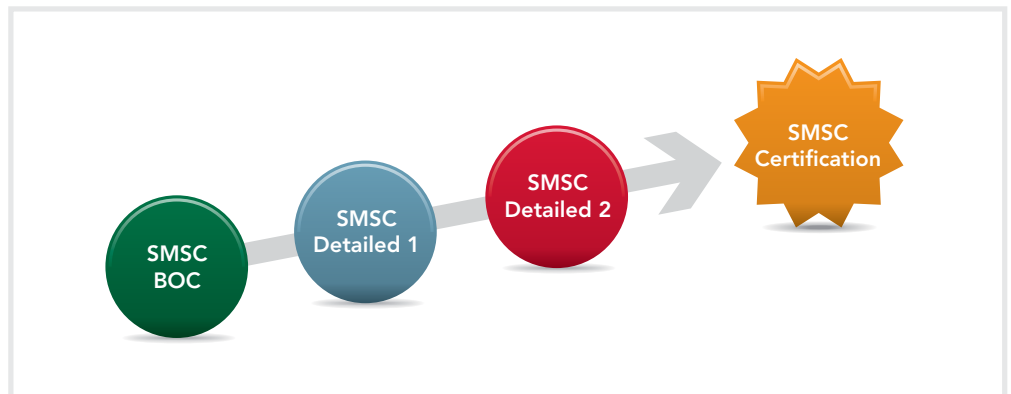 SMSC
BOC
SMSC
Detailed 1
SMSC
Detailed 2
SMSC
Certification